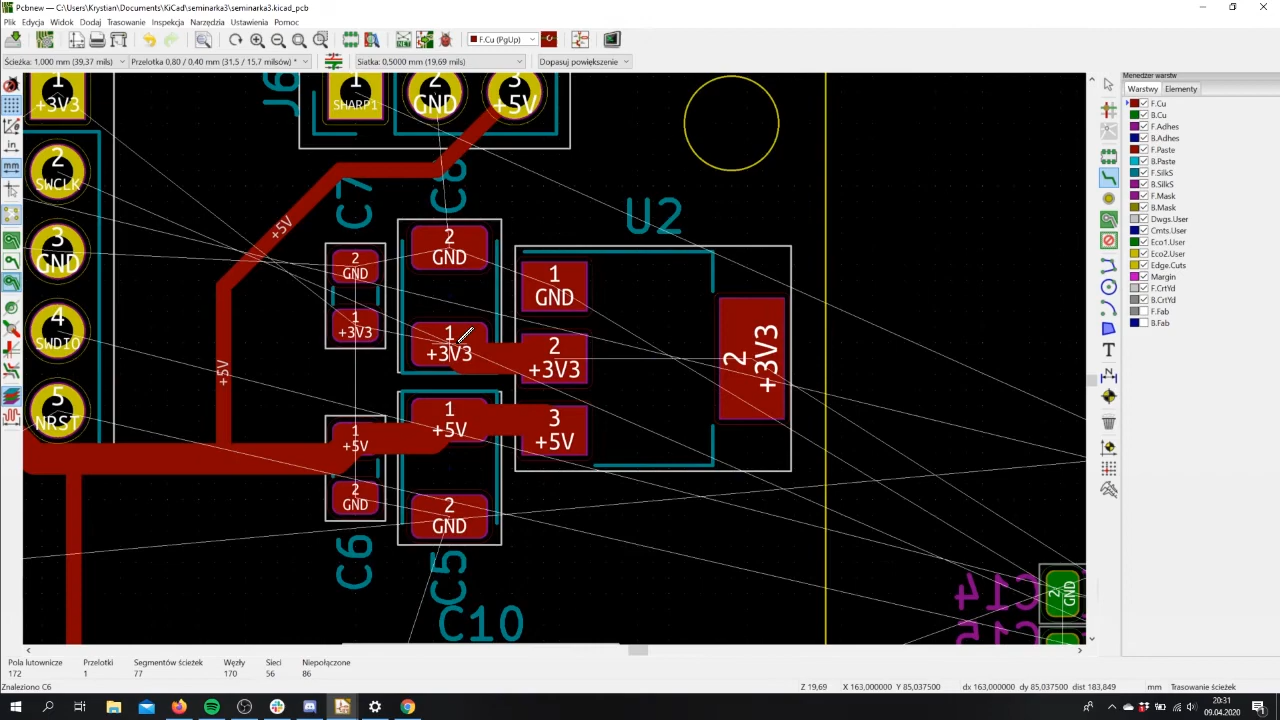 Pcbnew — C:\Users\Krystian\Documents\KiCad\seminarka3\seminarka3.kicad_pcb
Plik Edycja Widok Dodaj Trasowanie Inspekcja Narzędzia Ustawienia Pomoc
F.Cu (PgUp)
Ścieżka: 1,000 mm (39,37 mils)
Przelotka 0,80 / 0,40 mm (31.5 / 15.7 milsów) *
Siatka: 0,5000 mm (19,69 mils)
Dopasuj powiększenie
in
mm
1
+3V3
2
SWCLK
3
GND
4
SWDIO
5
NRST
J6
1
SHARP1
2
GND
3
+5V
+5V
+5V
C7
C8
2
GND
1
+3V3
2
GND
1
+3V3
U2
1
GND
2
+3V3
3
+5V
2
+3V3
1
+5V
2
GND
1
+5V
2
GND
C6
C5
C10
C14
2
GND
Menedżer warstw
Warstwy Elementy
F.Cu
B.Cu
F.Adhes
B.Adhes
F.Paste
B.Paste
F.SilkS
B.SilkS
F.Mask
B.Mask
Dwgs.User
Cmts.User
Eco1.User
Eco2.User
Edge.Cuts
Margin
F.CrtYd
B.CrtYd
F.Fab
B.Fab
Pola lutownicze Przelotki Segmentów ścieżek Węzły Sieci Niepołączone
172 1 77 170 56 86
Znaleziono C6
Z 19,69 X 163,000000 Y 85,037500 dx 163,000000 dy 85,037500 dist 183,849 mm Trasowanie ścieżek
20:31
09.04.2020